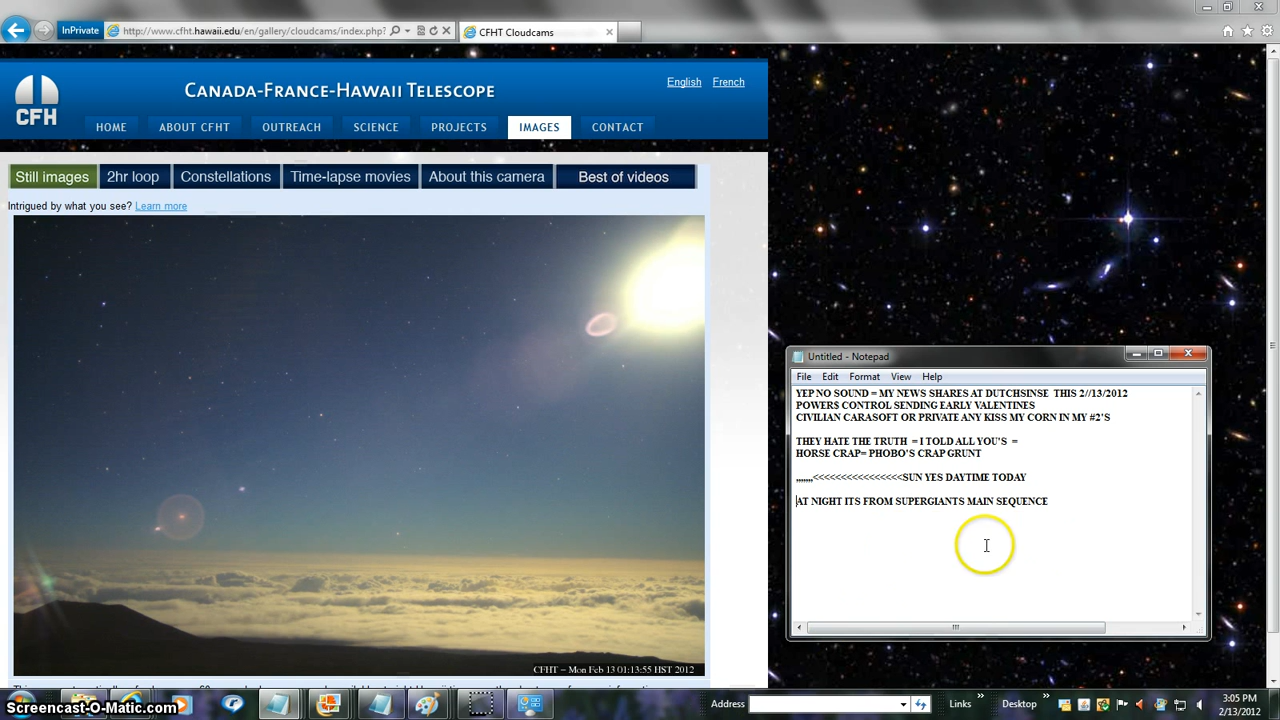 InPrivate
http://www.cfht.hawaii.edu/en/gallery/cloudcams/index.php?
CFHT Cloudcams
CFH
CANADA-FRANCE-HAWAII TELESCOPE
English French
HOME ABOUT CFHT OUTREACH SCIENCE PROJECTS IMAGES CONTACT
Still images 2hr loop Constellations Time-lapse movies About this camera Best of videos
Intrigued by what you see? Learn more
CFHT – Mon Feb 13 01:13:55 HST 2012
Untitled - Notepad
File Edit Format View Help
YEP NO SOUND = MY NEWS SHARES AT DUTCHSINSE THIS 2//13/2012
POWER$ CONTROL SENDING EARLY VALENTINES
CIVILIAN CARASOFT OR PRIVATE ANY KISS MY CORN IN MY #2'S
THEY HATE THE TRUTH = I TOLD ALL YOU'S =
HORSE CRAP= PHOBO'S CRAP GRUNT
,,,,,,,<<<<<<<<<<<<<<<<SUN YES DAYTIME TODAY
AT NIGHT ITS FROM SUPERGIANTS MAIN SEQUENCE
Screencast-O-Matic.com
Address
Links
Desktop
3:05 PM
2/13/2012